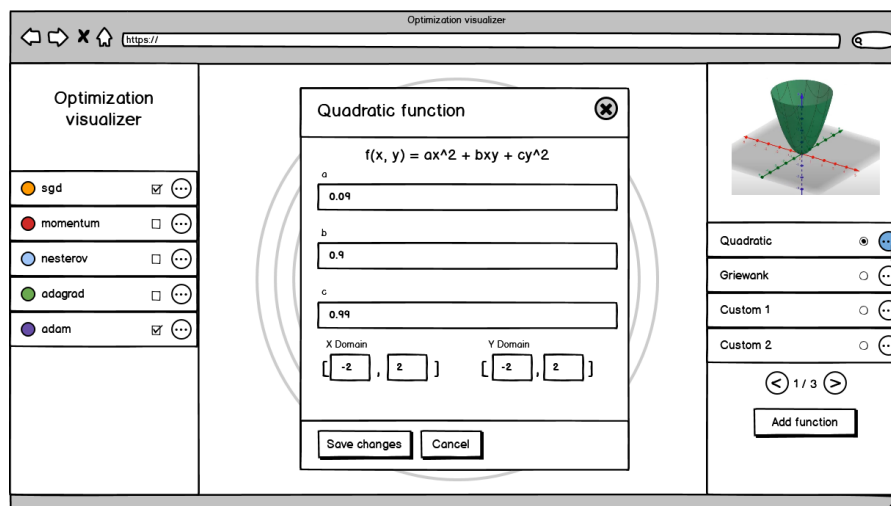 Optimization visualizer
https://
Optimization
visualizer
sgd
momentum
nesterov
adagrad
adam
Quadratic function
f(x, y) = ax^2 + bxy + cy^2
a
0.09
b
0.9
c
0.99
X Domain
Y Domain
[ -2 , 2 ]
[ -2 , 2 ]
Save changes
Cancel
Quadratic
Griewank
Custom 1
Custom 2
< 1 / 3 >
Add function